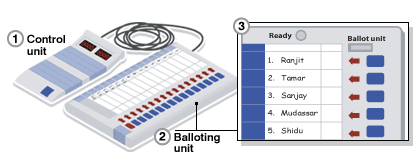 1 Control
unit
2 Balloting
unit
3
Ready
Ballot unit
1. Ranjit
2. Tamar
3. Sanjay
4. Mudassar
5. Shidu